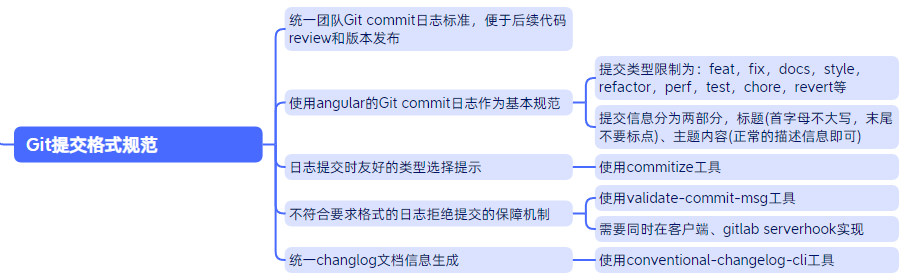 Git提交格式规范
统一团队Git commit日志标准，便于后续代码
review和版本发布
使用angular的Git commit日志作为基本规范
提交类型限制为：feat，fix，docs，style，
refactor，perf，test，chore，revert等
提交信息分为两部分，标题(首字母不大写，末尾
不要标点)、主题内容(正常的描述信息即可)
日志提交时友好的类型选择提示
使用commitize工具
不符合要求格式的日志拒绝提交的保障机制
使用validate-commit-msg工具
需要同时在客户端、gitlab serverhook实现
统一changlog文档信息生成
使用conventional-changelog-cli工具